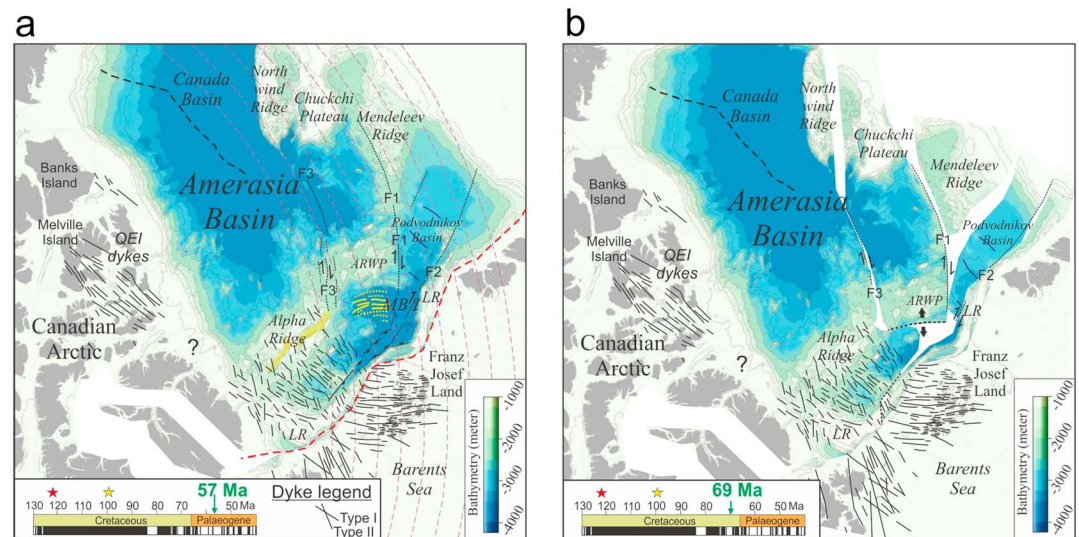 a
Canada
Basin
North
wind
Ridge
Chuckchi
Plateau
Mendeleev
Ridge
F3
Banks
Island
Amerasia
Basin
F1
Podvodnikov
Basin
Melville
Island
QEI
dykes
F1
ARWP
F2
F3
MB
LR
Alpha
Ridge
Canadian
Arctic
?
Franz
Josef
Land
LR
Barents
Sea
Bathymetry (meter)
-1000
-2000
-3000
-4000
57 Ma
Dyke legend
130 110 100 90 80 70 50 Ma
Cretaceous Palaeogene
Type I
Type II
b
Canada
Basin
North
wind
Ridge
Chuckchi
Plateau
Mendeleev
Ridge
Banks
Island
Amerasia
Basin
Podvodnikov
Basin
Melville
Island
QEI
dykes
F1
F2
F3
ARWP
LR
Alpha
Ridge
Canadian
Arctic
?
Franz
Josef
Land
LR
Barents
Sea
Bathymetry (meter)
-1000
-2000
-3000
-4000
69 Ma
130 110 100 90 80 60 50 Ma
Cretaceous Palaeogene